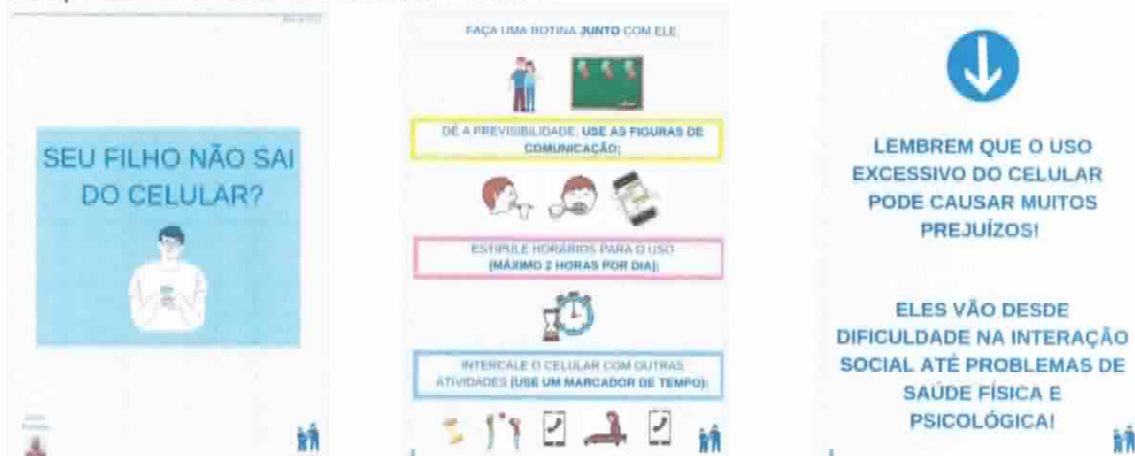 SEU FILHO NÃO SAI
DO CELULAR?
FAÇA UMA ROTINA JUNTO COM ELE
DÊ A PREVISIBILIDADE, USE AS FIGURAS DE
COMUNICAÇÃO;
ESTIPULE HORÁRIOS PARA O USO
(MÁXIMO 2 HORAS POR DIA);
INTERCALE O CELULAR COM OUTRAS
ATIVIDADES (USE UM MARCADOR DE TEMPO);
LEMBREM QUE O USO
EXCESSIVO DO CELULAR
PODE CAUSAR MUITOS
PREJUÍZOS!
ELES VÃO DESDE
DIFICULDADE NA INTERAÇÃO
SOCIAL ATÉ PROBLEMAS DE
SAÚDE FÍSICA E
PSICOLÓGICA!